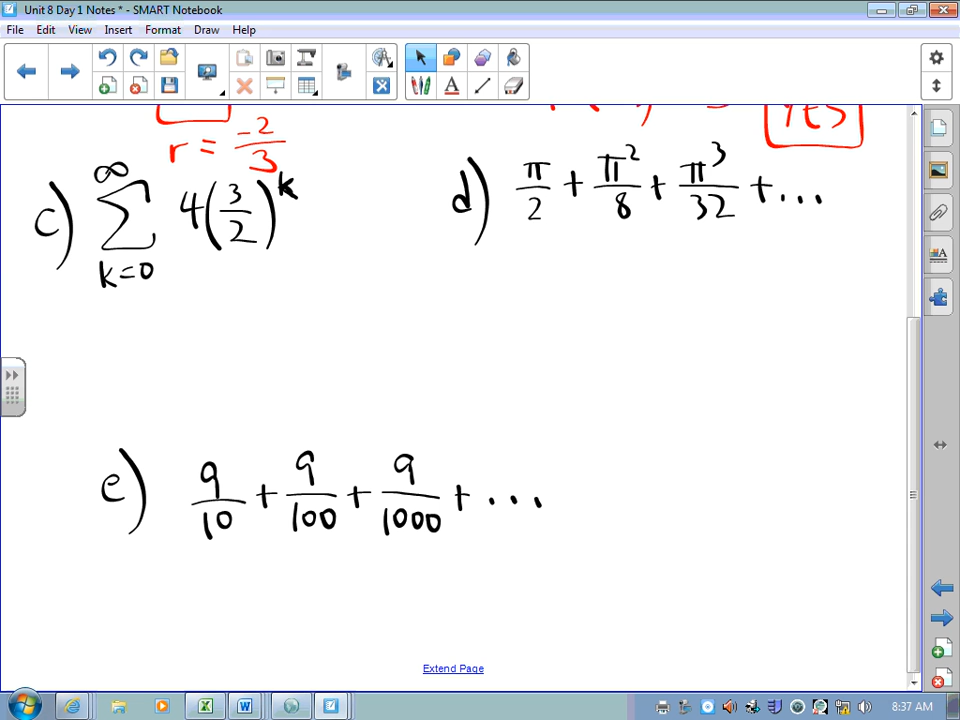 Unit 8 Day 1 Notes * - SMART Notebook
File Edit View Insert Format Draw Help
r = -2/3
YES
c) ∞ Σ k=0 4(3/2)^k
d) π/2 + π²/8 + π³/32 + ...
e) 9/10 + 9/100 + 9/1000 + ...
Extend Page
8:37 AM